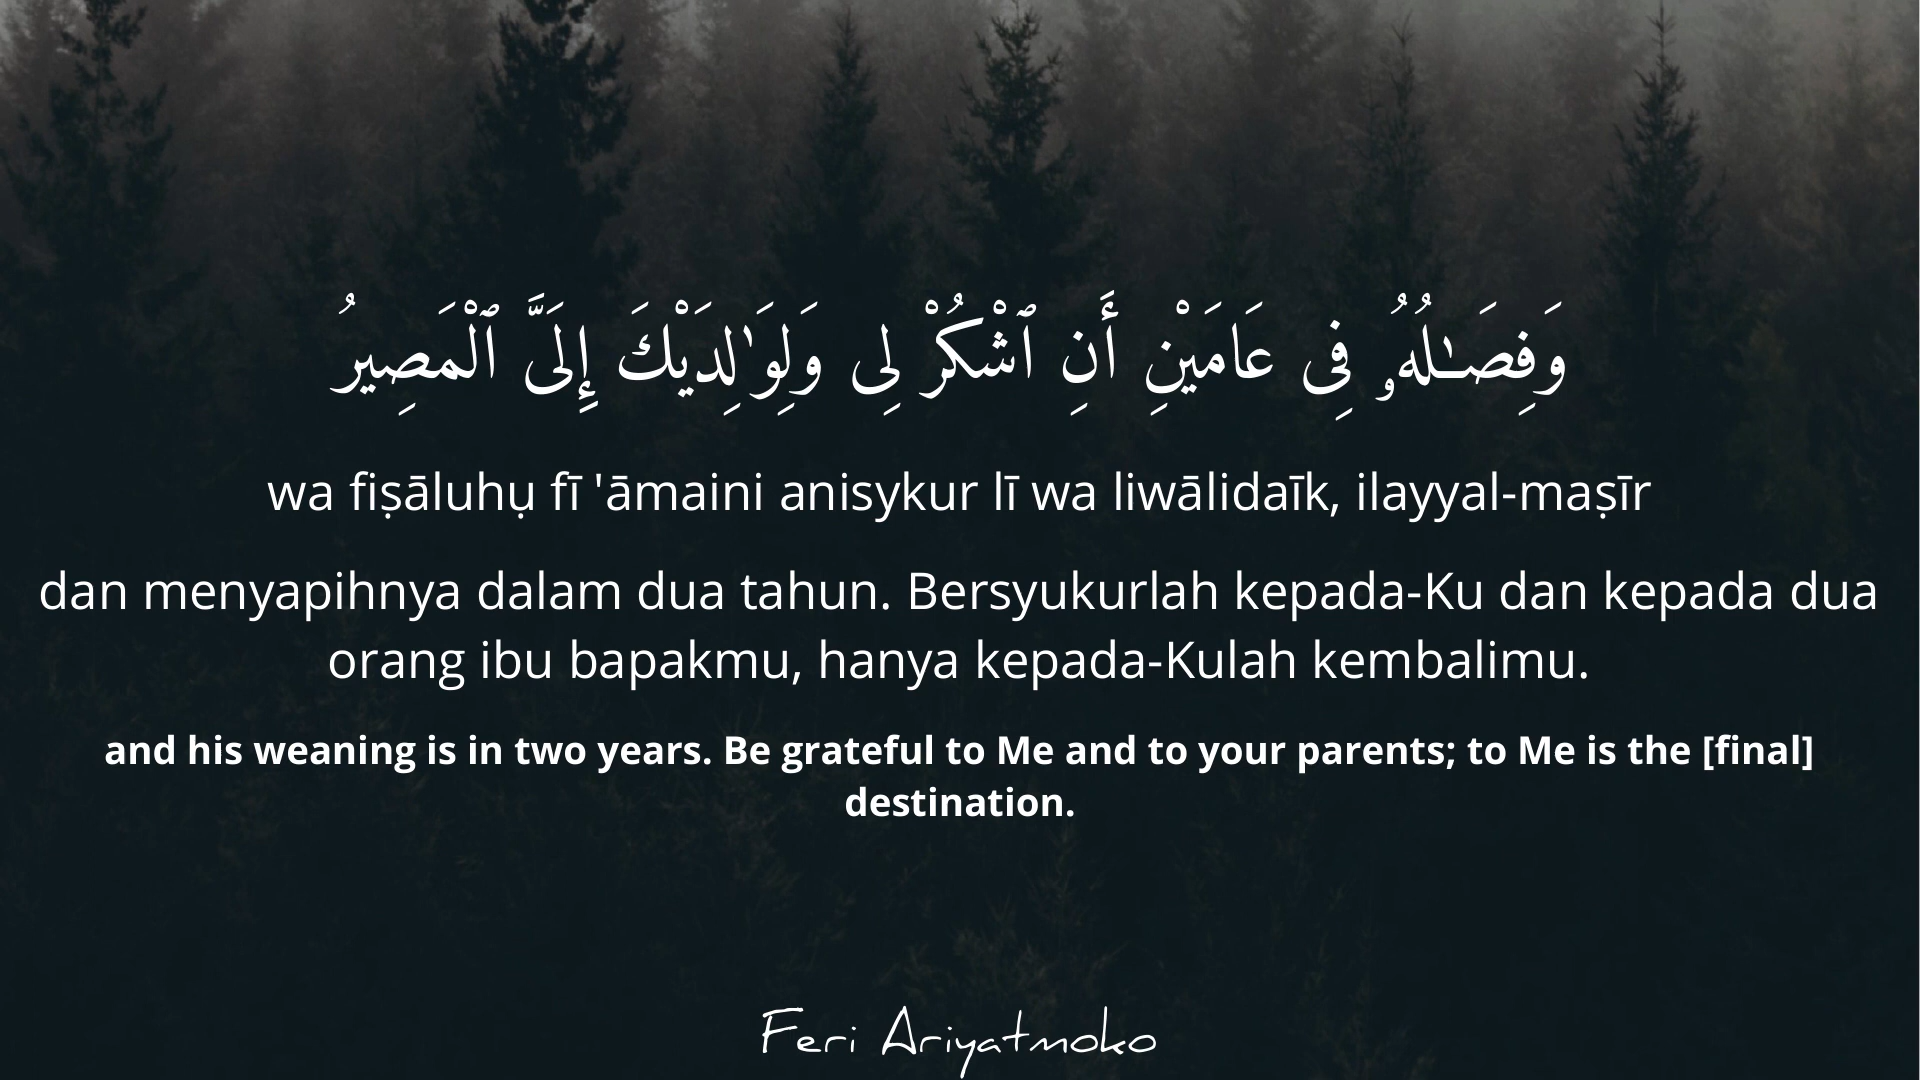 وَفِصَـٰلُهُۥ فِى عَامَيْنِ أَنِ ٱشْكُرْ لِى وَلِوَٰلِدَيْكَ إِلَىَّ ٱلْمَصِيرُ
wa fiṣāluhụ fī 'āmaini anisykur lī wa liwālidaīk, ilayyal-maṣīr
dan menyapihnya dalam dua tahun. Bersyukurlah kepada-Ku dan kepada dua
orang ibu bapakmu, hanya kepada-Kulah kembalimu.
and his weaning is in two years. Be grateful to Me and to your parents; to Me is the [final]
destination.
Feri Ariyatmoko